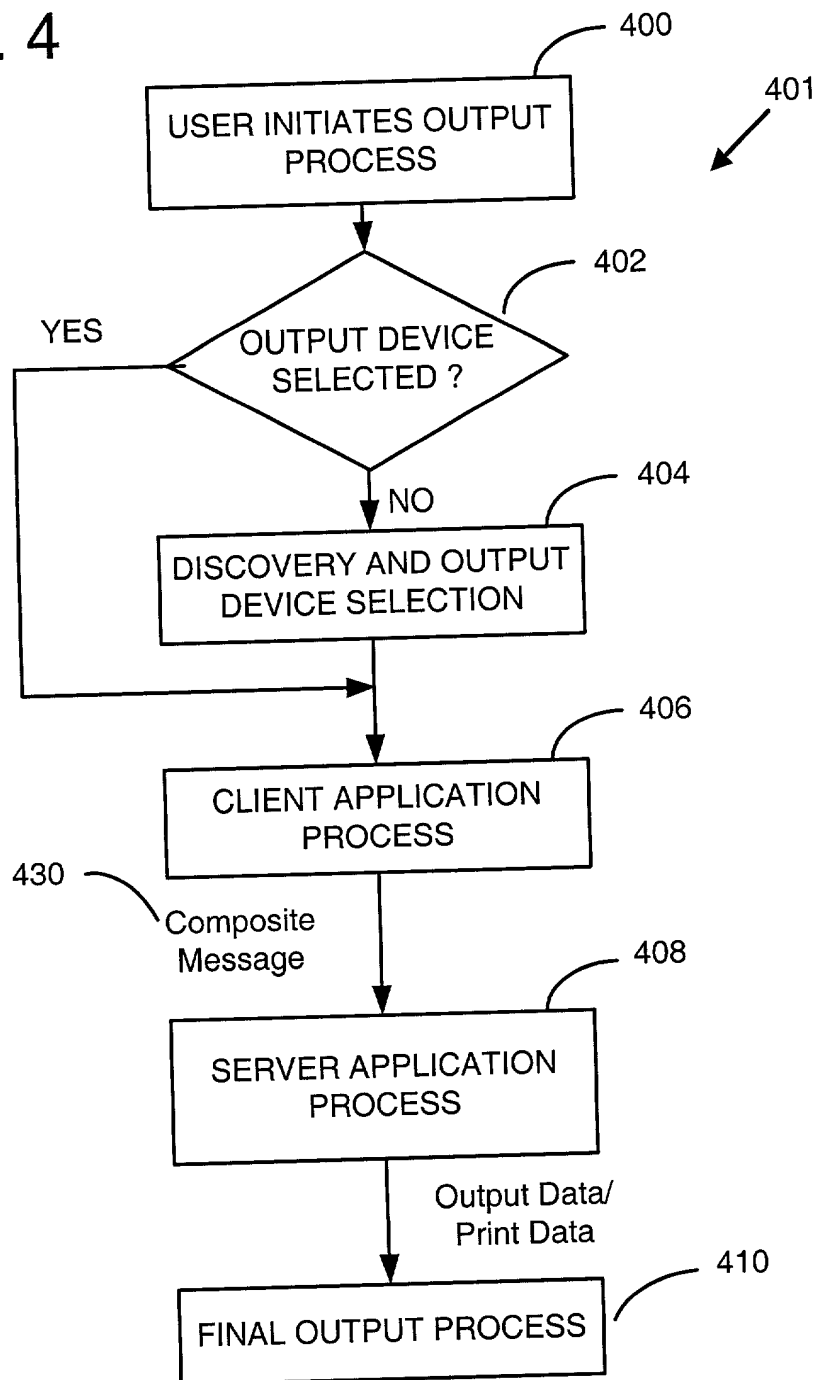 . 4
400
401
USER INITIATES OUTPUT
PROCESS
402
YES
OUTPUT DEVICE
SELECTED ?
404
NO
DISCOVERY AND OUTPUT
DEVICE SELECTION
406
CLIENT APPLICATION
PROCESS
430
Composite
Message
408
SERVER APPLICATION
PROCESS
Output Data/
Print Data
410
FINAL OUTPUT PROCESS